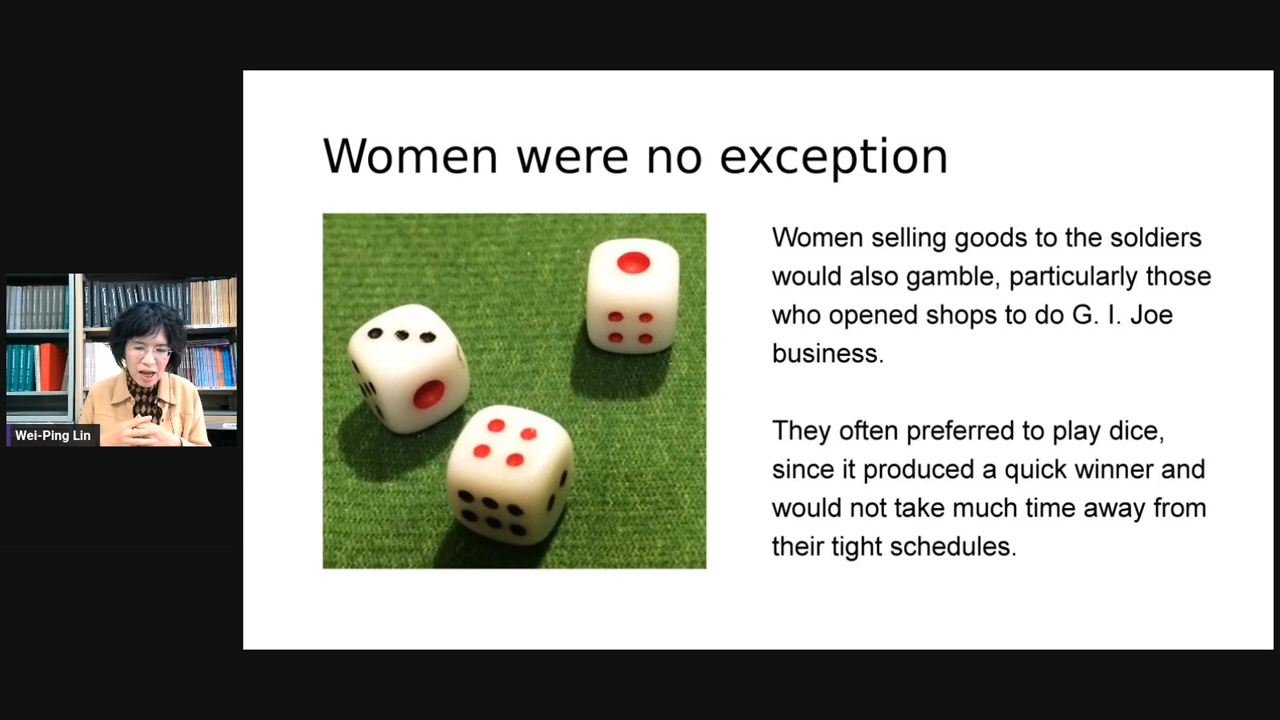 Women were no exception
Women selling goods to the soldiers
would also gamble, particularly those
who opened shops to do G. I. Joe
business.
They often preferred to play dice,
since it produced a quick winner and
would not take much time away from
their tight schedules.
Wei-Ping Lin